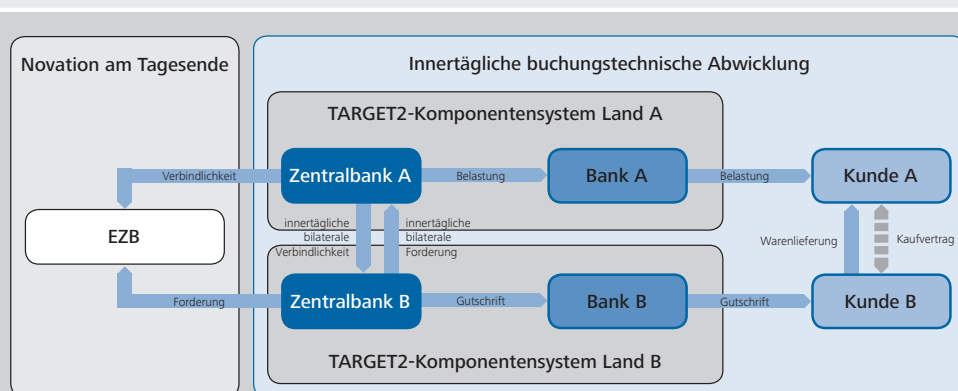 Novation am Tagesende
Innertägliche buchungstechnische Abwicklung
TARGET2-Komponentensystem Land A
Verbindlichkeit
Zentralbank A
Belastung
Bank A
Belastung
Kunde A
EZB
innertägliche
bilaterale
Verbindlichkeit
innertägliche
bilaterale
Forderung
Warenlieferung
Kaufvertrag
Forderung
Zentralbank B
Gutschrift
Bank B
Gutschrift
Kunde B
TARGET2-Komponentensystem Land B